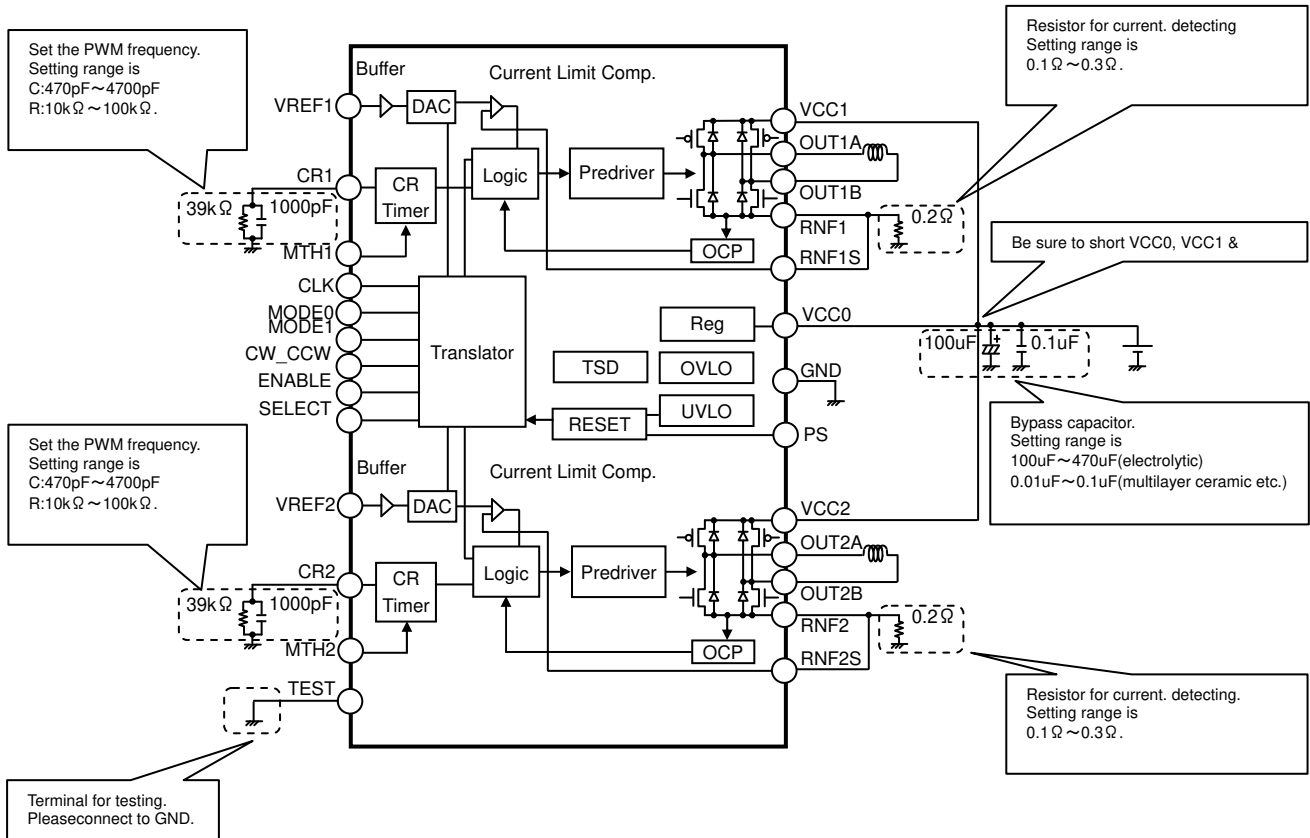 Set the PWM frequency.
Setting range is
C:470pF～4700pF
R:10kΩ～100kΩ.
Resistor for current. detecting
Setting range is
0.1Ω～0.3Ω.
Buffer
Current Limit Comp.
VREF1
DAC
VCC1
OUT1A
CR1
CR
Timer
Logic
Predriver
OUT1B
39kΩ
1000pF
RNF1
0.2Ω
MTH1
OCP
RNF1S
Be sure to short VCC0, VCC1 &
CLK
MODE0
MODE1
CW_CCW
ENABLE
SELECT
Translator
Reg
VCC0
100uF
+
0.1uF
TSD
OVLO
GND
UVLO
RESET
PS
Bypass capacitor.
Setting range is
100uF～470uF(electrolytic)
0.01uF～0.1uF(multilayer ceramic etc.)
Set the PWM frequency.
Setting range is
C:470pF～4700pF
R:10kΩ～100kΩ.
Buffer
Current Limit Comp.
VREF2
DAC
VCC2
OUT2A
CR2
CR
Timer
Logic
Predriver
OUT2B
39kΩ
1000pF
RNF2
0.2Ω
MTH2
OCP
RNF2S
TEST
Resistor for current. detecting.
Setting range is
0.1Ω～0.3Ω.
Terminal for testing.
Pleaseconnect to GND.